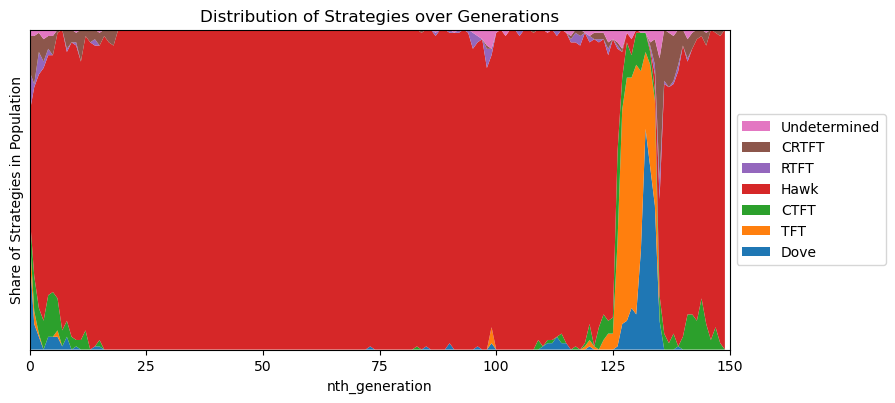 Distribution of Strategies over Generations
Share of Strategies in Population
0 25 50 75 100 125 150
nth_generation
Undetermined
CRTFT
RTFT
Hawk
CTFT
TFT
Dove